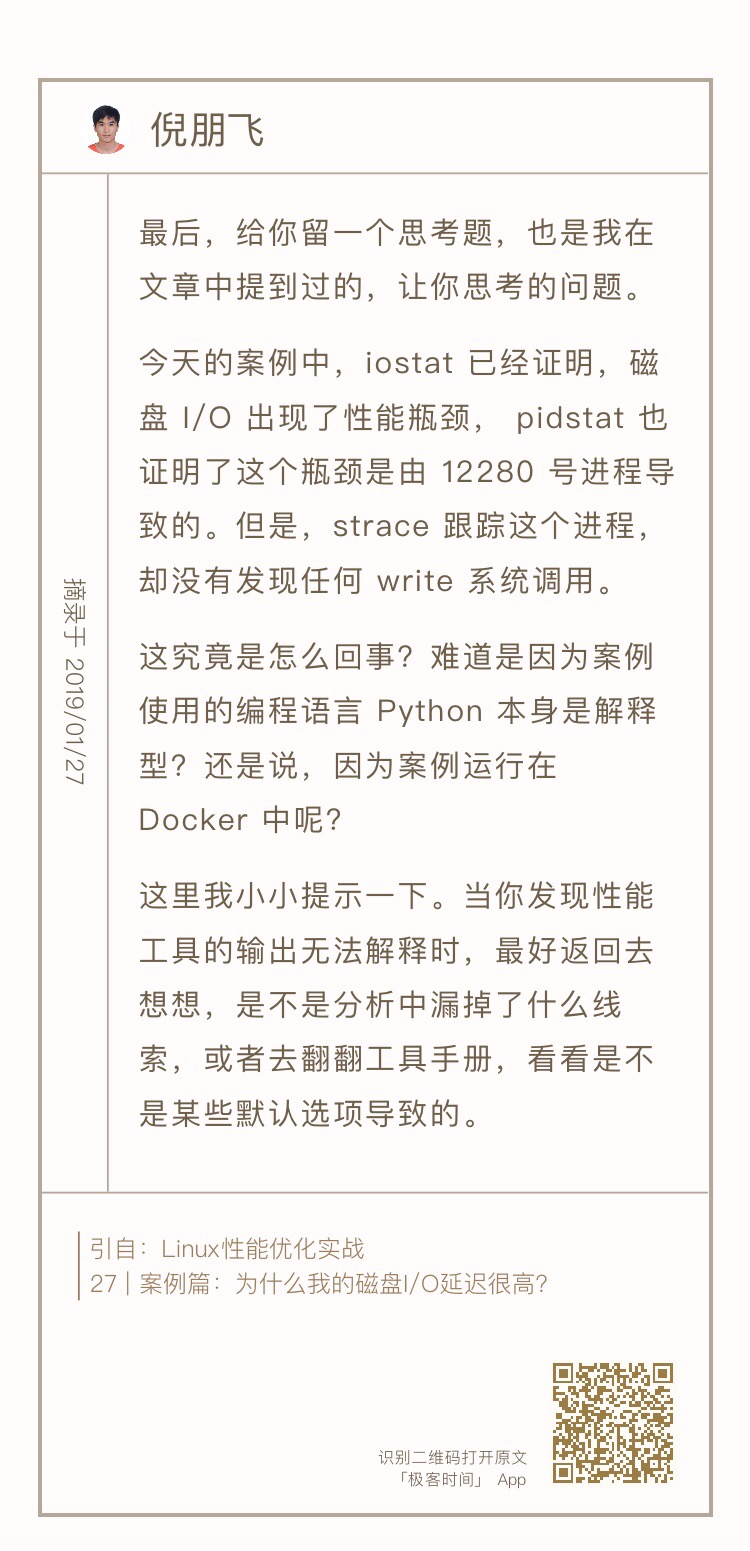 倪朋飞
最后，给你留一个思考题，也是我在
文章中提到过的，让你思考的问题。
今天的案例中，iostat 已经证明，磁
盘 I/O 出现了性能瓶颈， pidstat 也
证明了这个瓶颈是由 12280 号进程导
致的。但是，strace 跟踪这个进程，
却没有发现任何 write 系统调用。
这究竟是怎么回事？难道是因为案例
使用的编程语言 Python 本身是解释
型？还是说，因为案例运行在
Docker 中呢？
这里我小小提示一下。当你发现性能
工具的输出无法解释时，最好返回去
想想，是不是分析中漏掉了什么线
索，或者去翻翻工具手册，看看是不
是某些默认选项导致的。
摘录于 2019/01/27
引自：Linux性能优化实战
27 | 案例篇：为什么我的磁盘I/O延迟很高？
识别二维码打开原文
「极客时间」 App